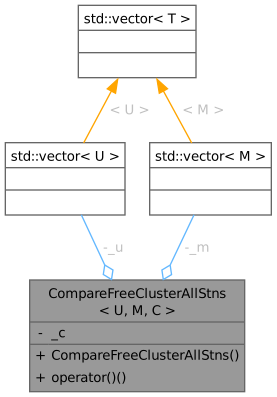 std::vector< T >
< U >
< M >
std::vector< U >
std::vector< M >
-_u
-_m
CompareFreeClusterAllStns
< U, M, C >
- _c
+ CompareFreeClusterAllStns()
+ operator()()